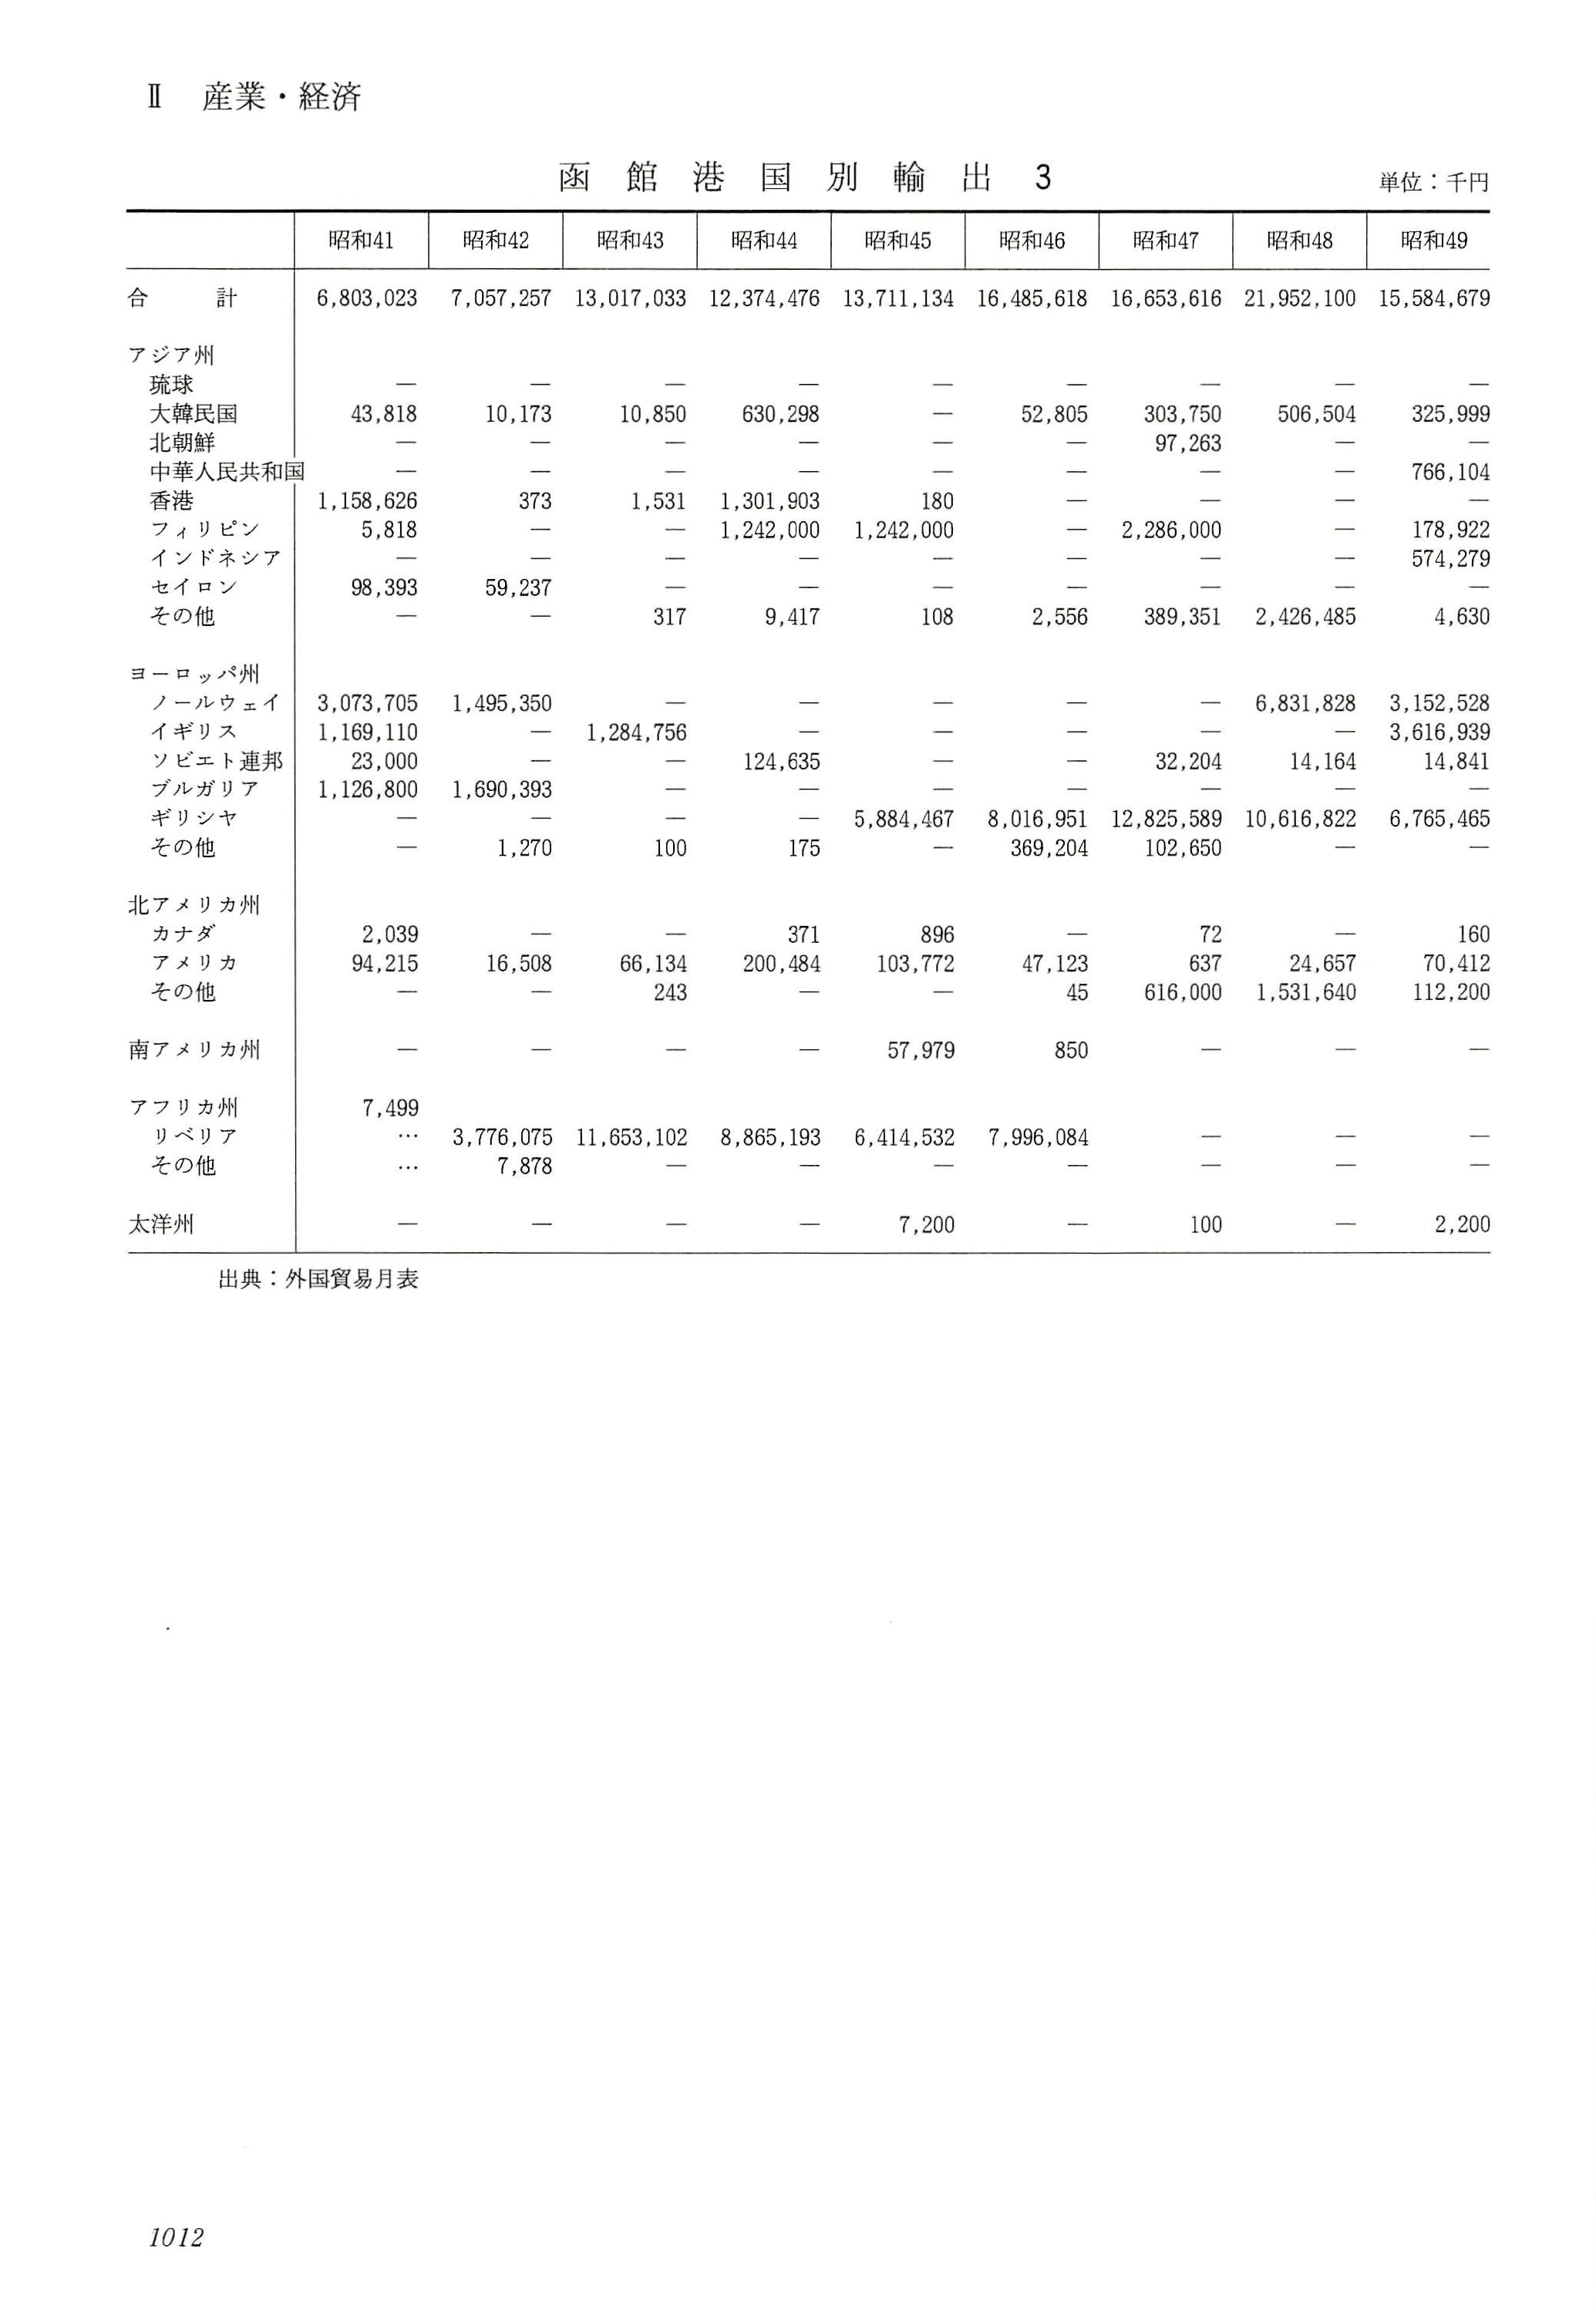 Ⅱ 産業・経済
函館港国別輸出 3 単位：千円
昭和41 昭和42 昭和43 昭和44 昭和45 昭和46 昭和47 昭和48 昭和49
合計 6,803,023 7,057,257 13,017,033 12,374,476 13,711,134 16,485,618 16,653,616 21,952,100 15,584,679
アジア州
琉球 — — — — — — — — —
大韓民国 43,818 10,173 10,850 630,298 — 52,805 303,750 506,504 325,999
北朝鮮 — — — — — — 97,263 — —
中華人民共和国 — — — — — — — — 766,104
香港 1,158,626 373 1,531 1,301,903 180 — — — —
フィリピン 5,818 — — 1,242,000 1,242,000 — 2,286,000 — 178,922
インドネシア — — — — — — — — 574,279
セイロン 98,393 59,237 — — — — — — —
その他 — — 317 9,417 108 2,556 389,351 2,426,485 4,630
ヨーロッパ州
ノールウェイ 3,073,705 1,495,350 — — — — — 6,831,828 3,152,528
イギリス 1,169,110 — 1,284,756 — — — — — 3,616,939
ソビエト連邦 23,000 — — 124,635 — — 32,204 14,164 14,841
ブルガリア 1,126,800 1,690,393 — — — — — — —
ギリシヤ — — — — 5,884,467 8,016,951 12,825,589 10,616,822 6,765,465
その他 — 1,270 100 175 — 369,204 102,650 — —
北アメリカ州
カナダ 2,039 — — 371 896 — 72 — 160
アメリカ 94,215 16,508 66,134 200,484 103,772 47,123 637 24,657 70,412
その他 — — 243 — — 45 616,000 1,531,640 112,200
南アメリカ州 — — — — 57,979 850 — — —
アフリカ州 7,499
リベリア … 3,776,075 11,653,102 8,865,193 6,414,532 7,996,084 — — —
その他 … 7,878 — — — — — — —
太洋州 — — — — 7,200 — 100 — 2,200
出典：外国貿易月表
1012